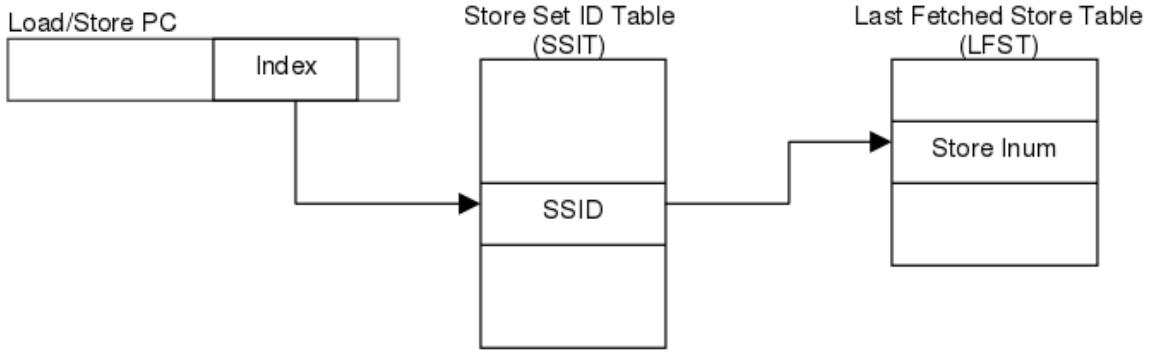 Load/Store PC
Index
Store Set ID Table
(SSIT)
SSID
Last Fetched Store Table
(LFST)
Store Inum